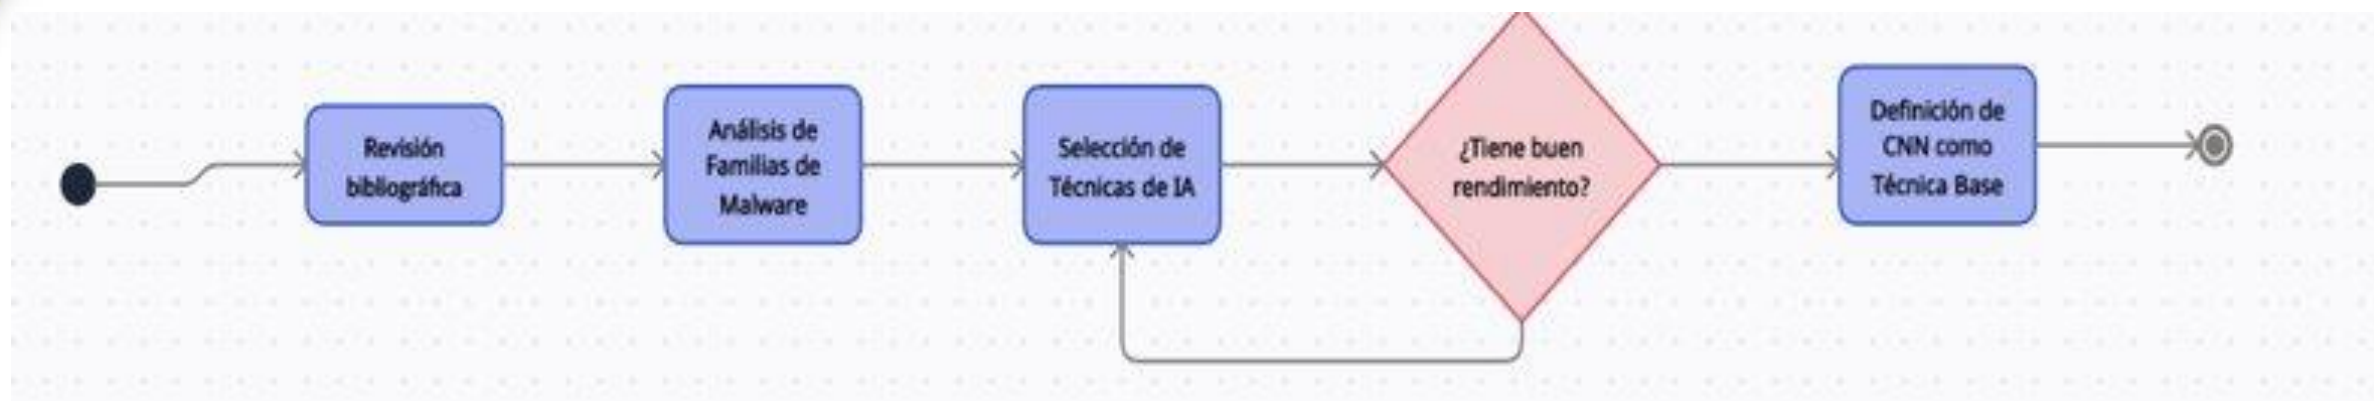 Revisión
bibliográfica
Análisis de
Familias de
Malware
Selección de
Técnicas de IA
¿Tiene buen
rendimiento?
Definición de
CNN como
Técnica Base